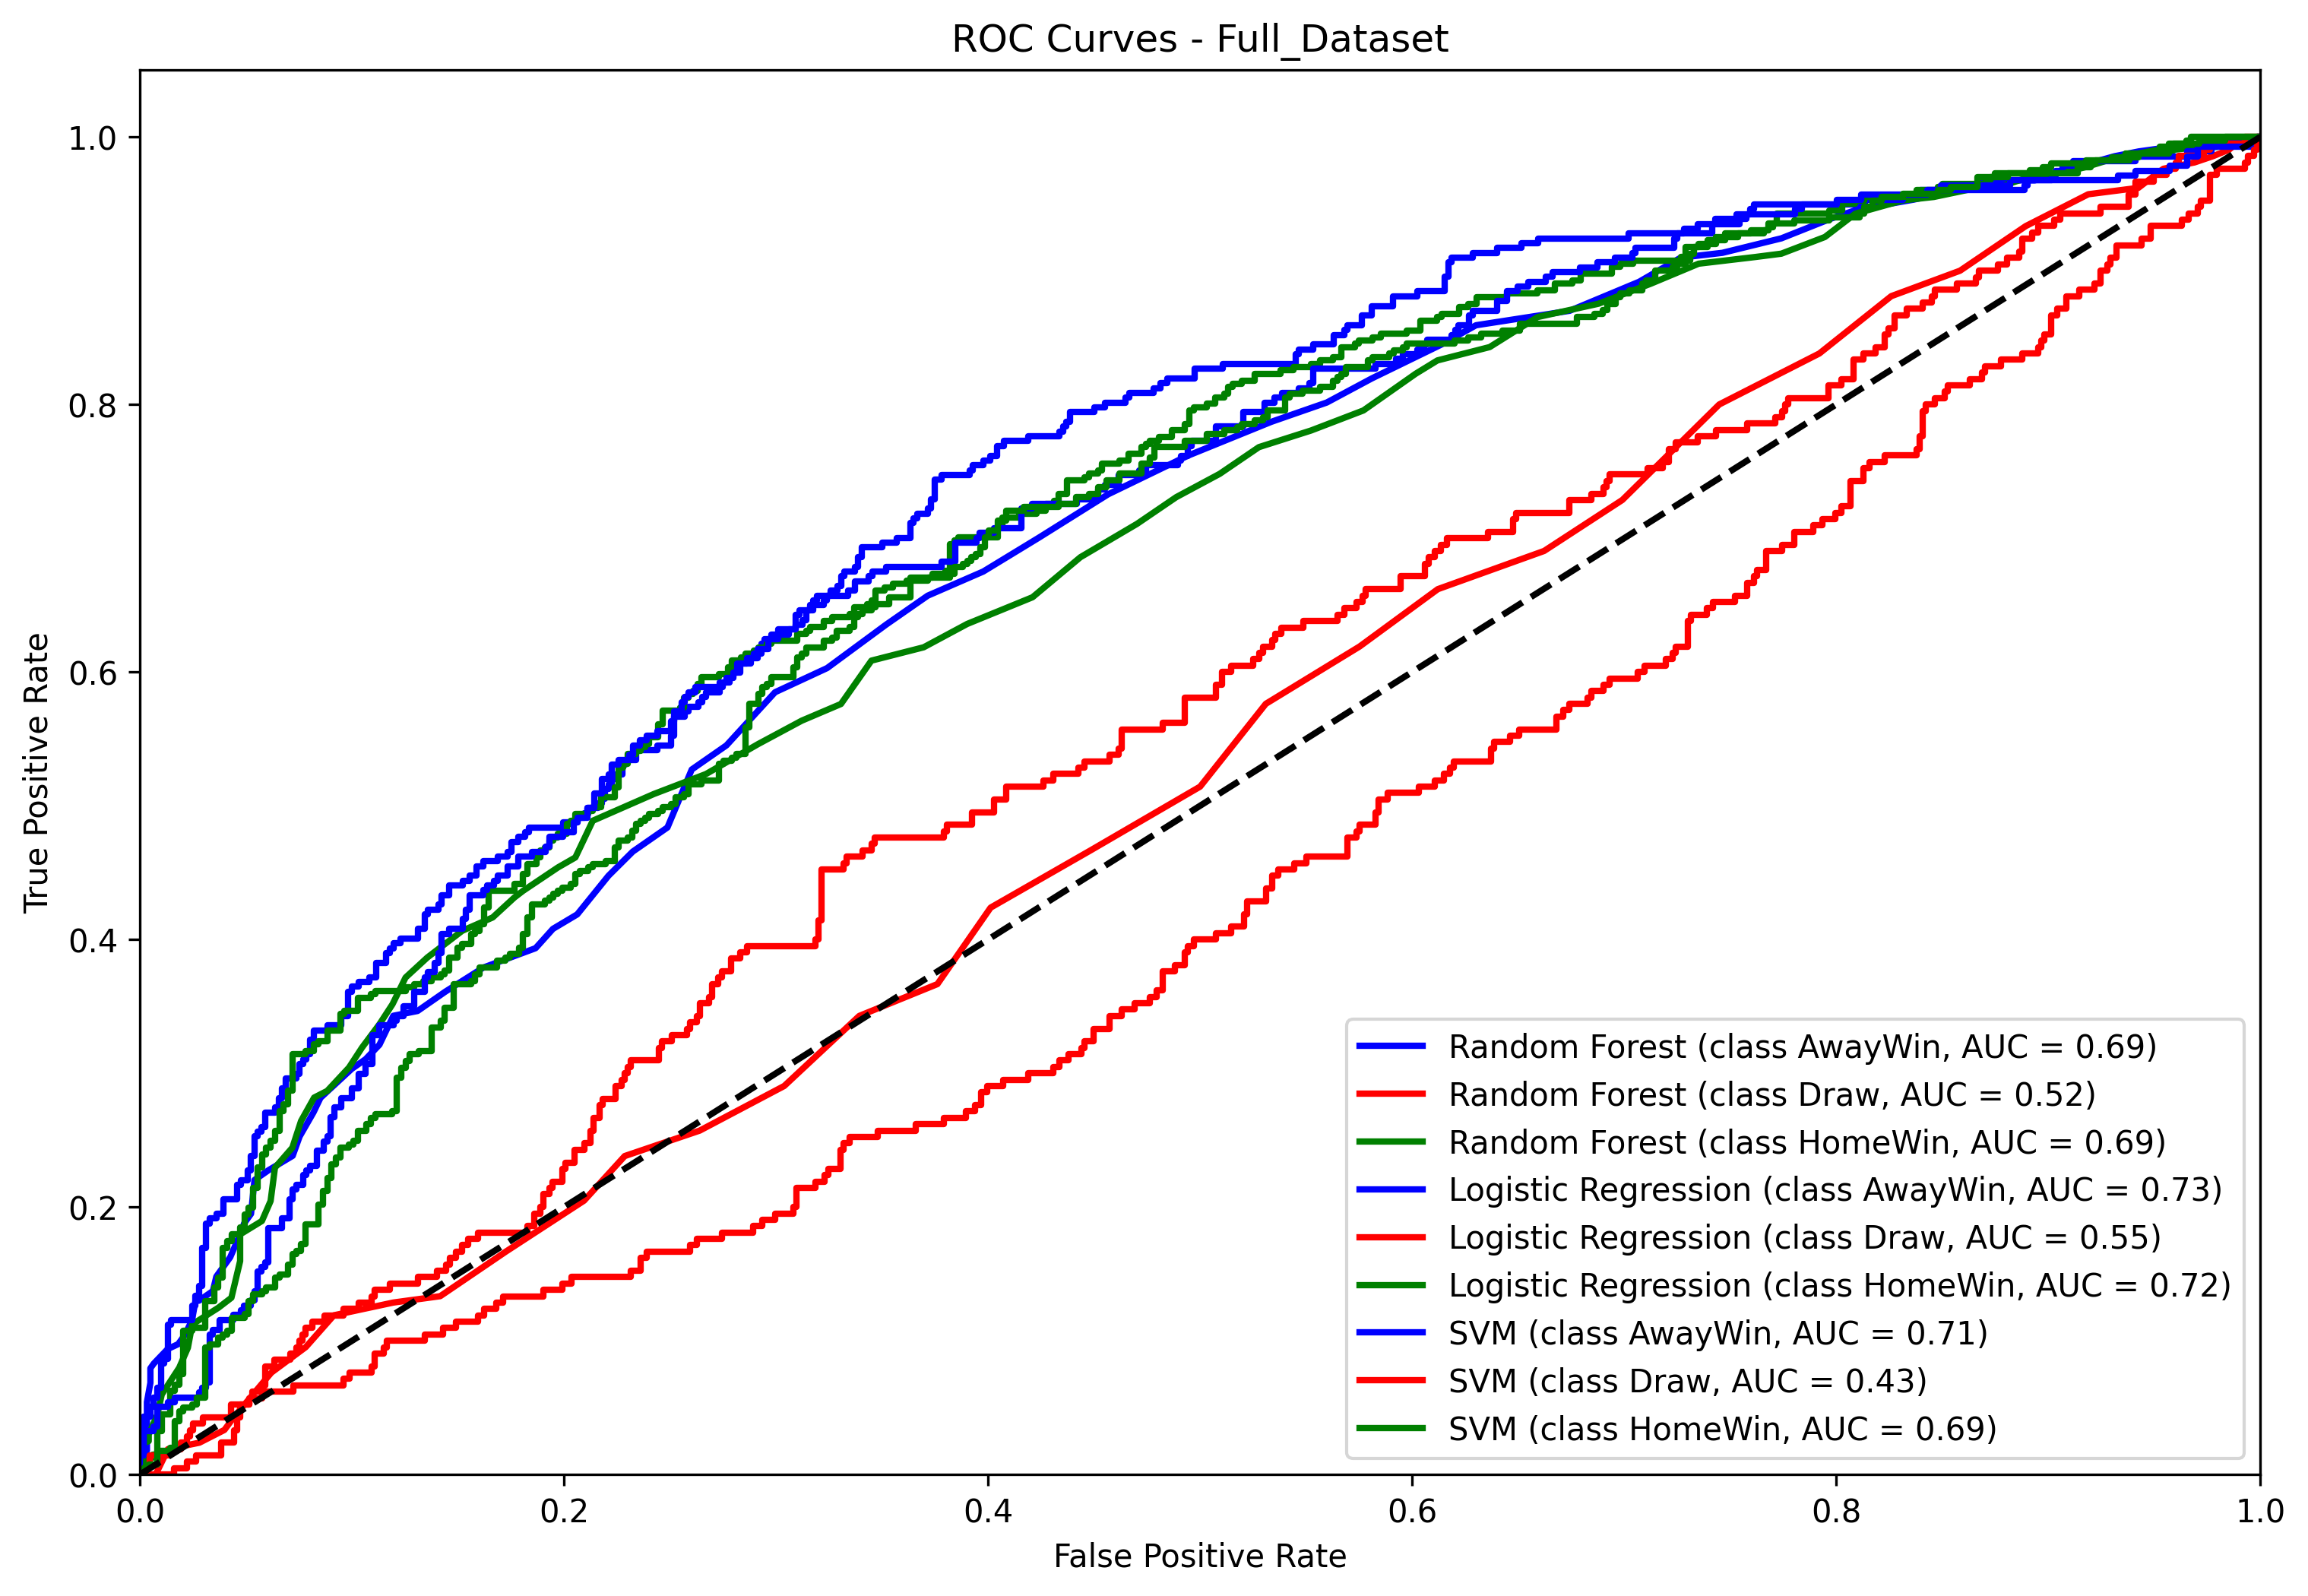 ROC Curves - Full_Dataset
True Positive Rate
1.0
0.8
0.6
0.4
0.2
0.0
Random Forest (class AwayWin, AUC = 0.69)
Random Forest (class Draw, AUC = 0.52)
Random Forest (class HomeWin, AUC = 0.69)
Logistic Regression (class AwayWin, AUC = 0.73)
Logistic Regression (class Draw, AUC = 0.55)
Logistic Regression (class HomeWin, AUC = 0.72)
SVM (class AwayWin, AUC = 0.71)
SVM (class Draw, AUC = 0.43)
SVM (class HomeWin, AUC = 0.69)
0.0 0.2 0.4 0.6 0.8 1.0
False Positive Rate